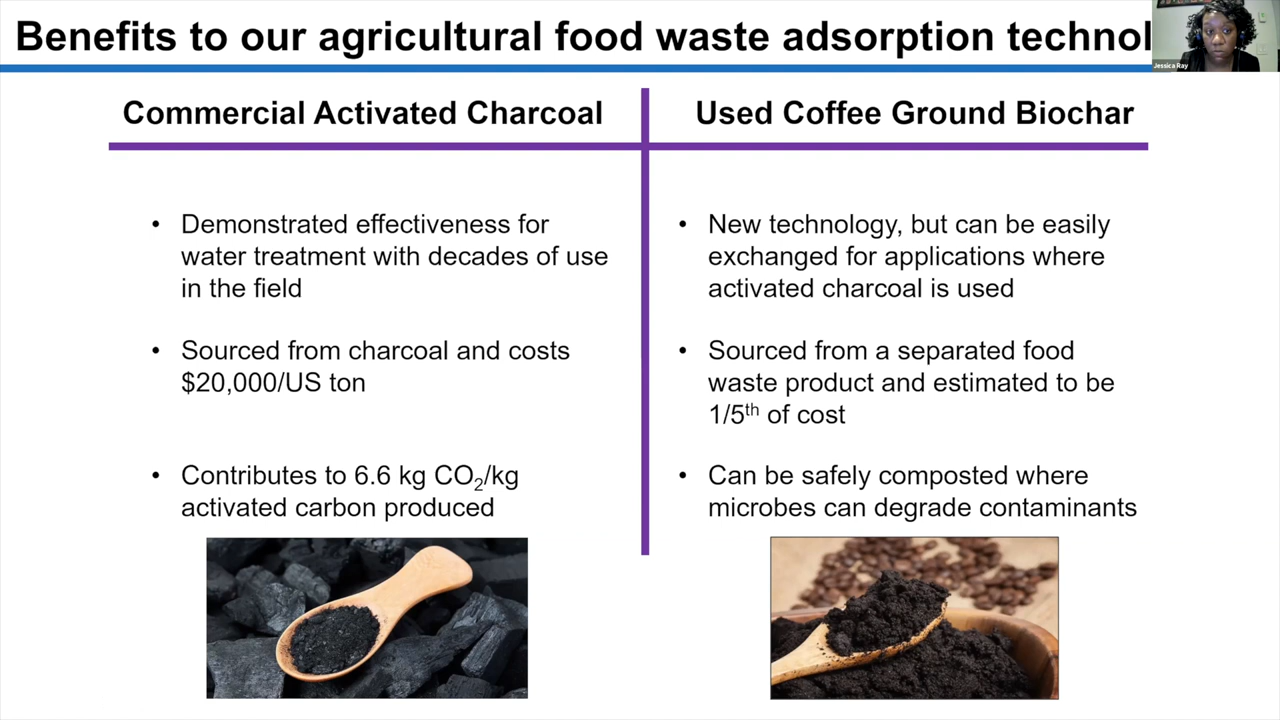 Benefits to our agricultural food waste adsorption technol
Jessica Ray
Commercial Activated Charcoal
Used Coffee Ground Biochar
• Demonstrated effectiveness for
water treatment with decades of use
in the field
• Sourced from charcoal and costs
$20,000/US ton
• Contributes to 6.6 kg CO₂/kg
activated carbon produced
• New technology, but can be easily
exchanged for applications where
activated charcoal is used
• Sourced from a separated food
waste product and estimated to be
1/5ᵗʰ of cost
• Can be safely composted where
microbes can degrade contaminants